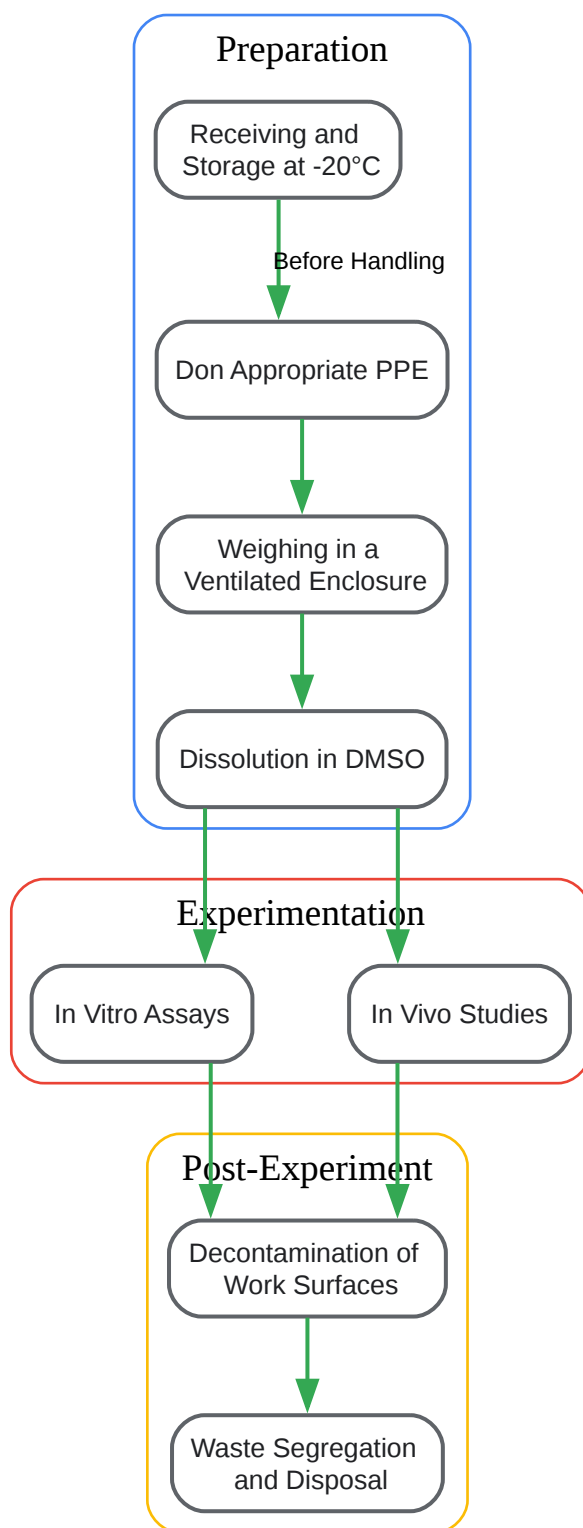 Preparation
Receiving and
Storage at -20°C
Before Handling
Don Appropriate PPE
Weighing in a
Ventilated Enclosure
Dissolution in DMSO
Experimentation
In Vitro Assays
In Vivo Studies
Post-Experiment
Decontamination of
Work Surfaces
Waste Segregation
and Disposal